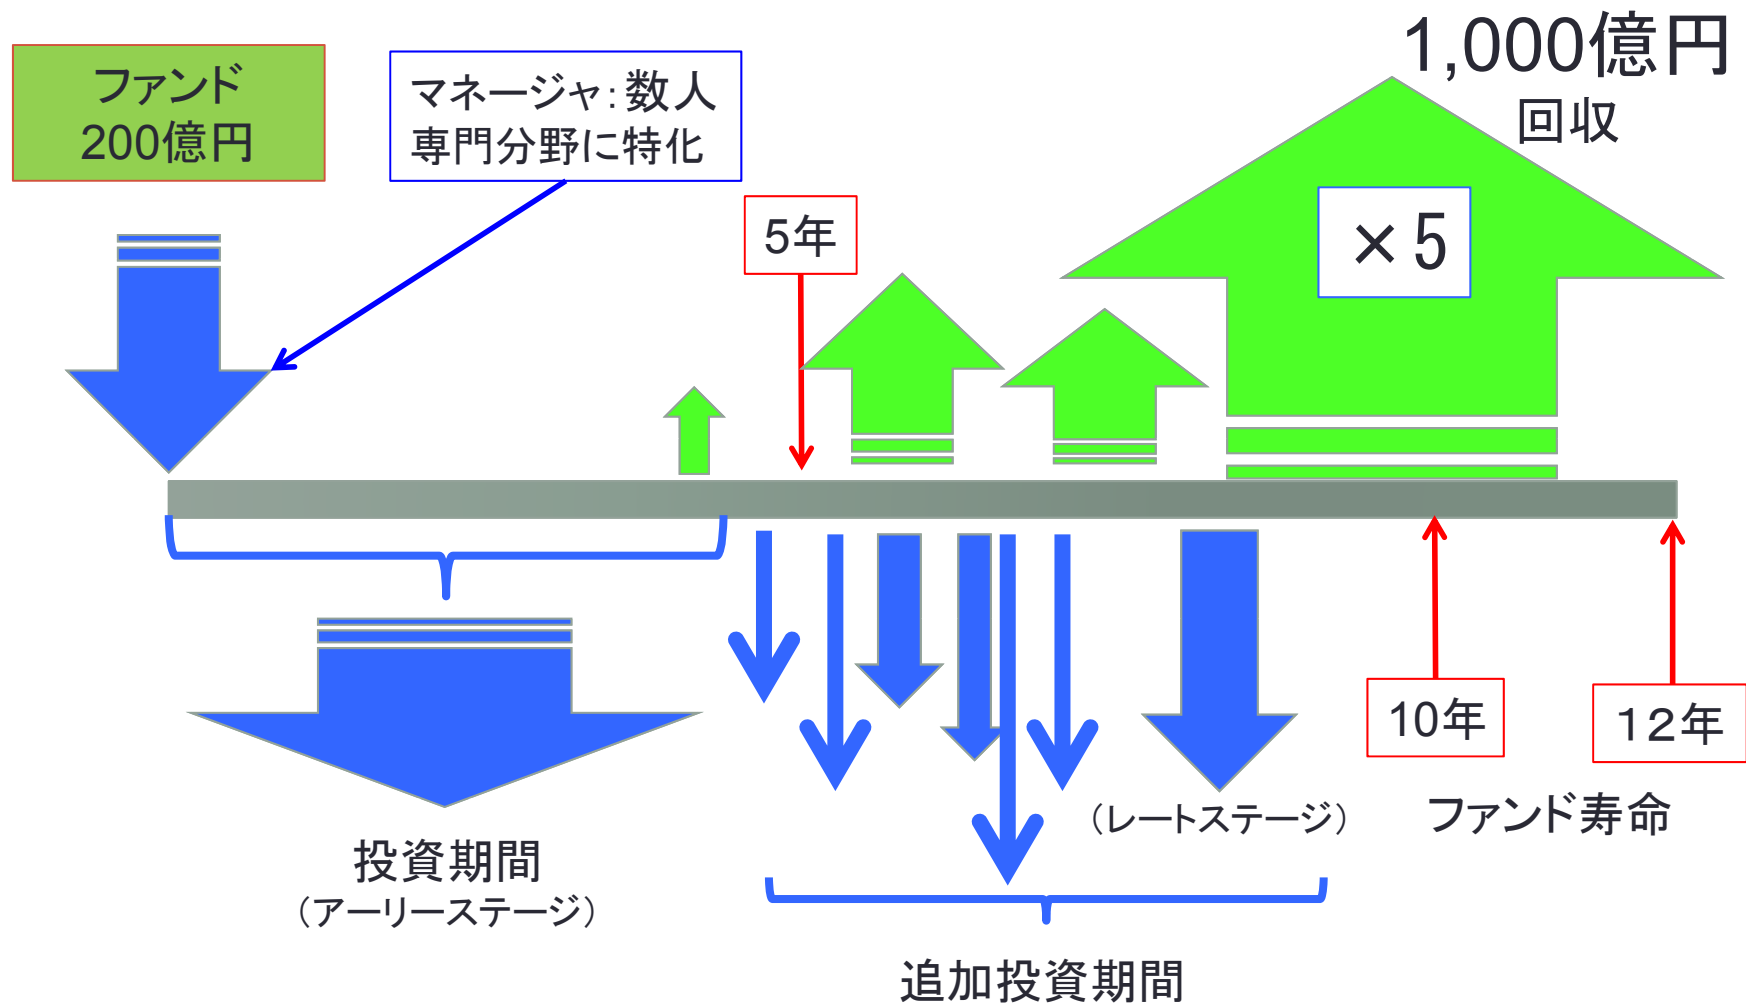 ファンド
200億円
マネージャ：数人
専門分野に特化
1,000億円
回収
×5
5年
10年
１２年
ファンド寿命
（レートステージ）
投資期間
（アーリーステージ）
追加投資期間